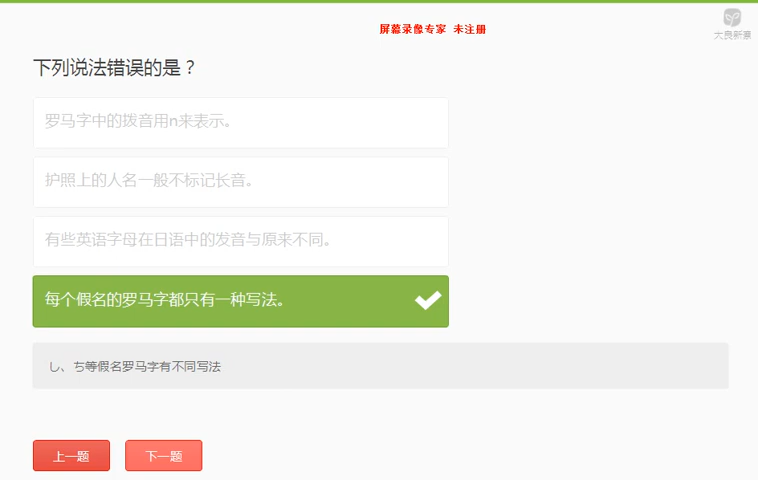 屏幕录像专家 未注册
大良新蒙
下列说法错误的是？
罗马字中的拨音用n来表示。
护照上的人名一般不标记长音。
有些英语字母在日语中的发音与原来不同。
每个假名的罗马字都只有一种写法。
し、ち等假名罗马字有不同写法
上一题
下一题